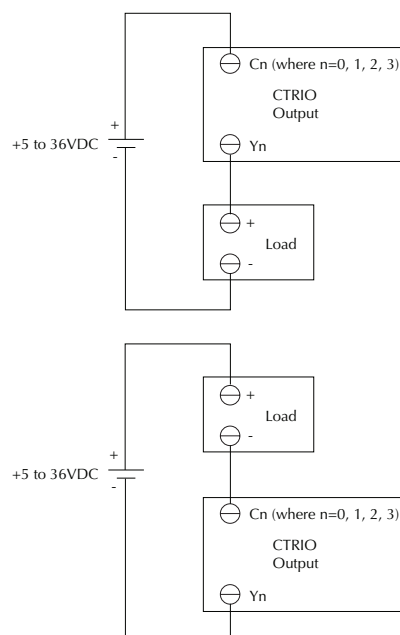 Cn (where n=0, 1, 2, 3)
CTRIO
Output
+
+5 to 36VDC
-
Yn
+
Load
-
+
Load
-
+
+5 to 36VDC
-
Cn (where n=0, 1, 2, 3)
CTRIO
Output
Yn